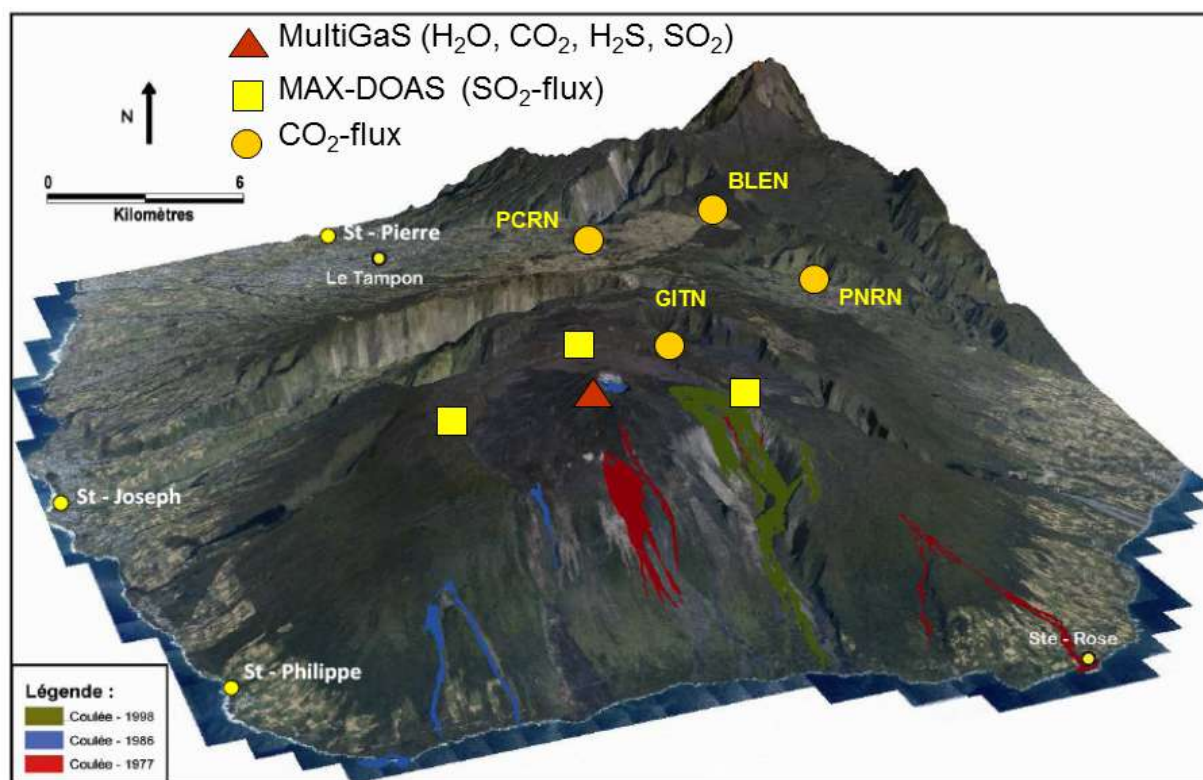 MultiGaS (H₂O, CO₂, H₂S, SO₂)
MAX-DOAS (SO₂-flux)
CO₂-flux
N
0 6
Kilomètres
BLEN
PCRN
St - Pierre
Le Tampon
PNRN
GITN
St - Joseph
Ste - Rose
St - Philippe
Légende :
Coulée - 1998
Coulée - 1986
Coulée - 1977